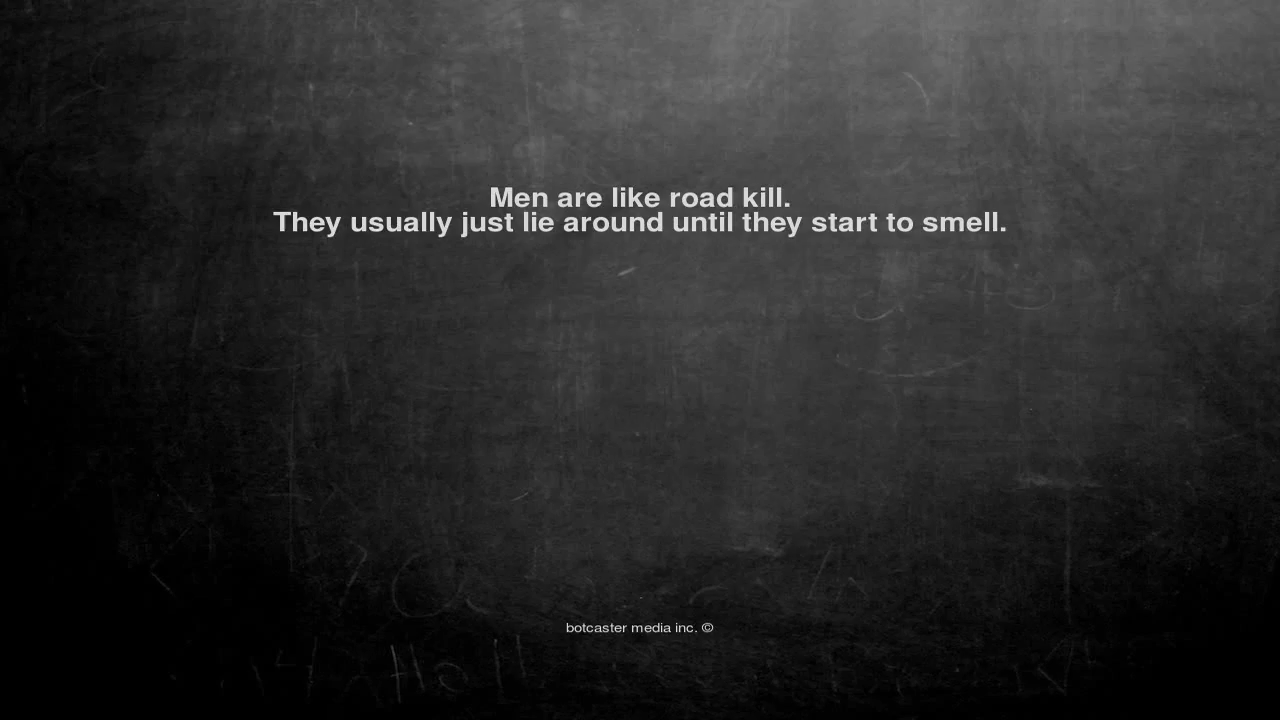 Men are like road kill.
They usually just lie around until they start to smell.
botcaster media inc. ©